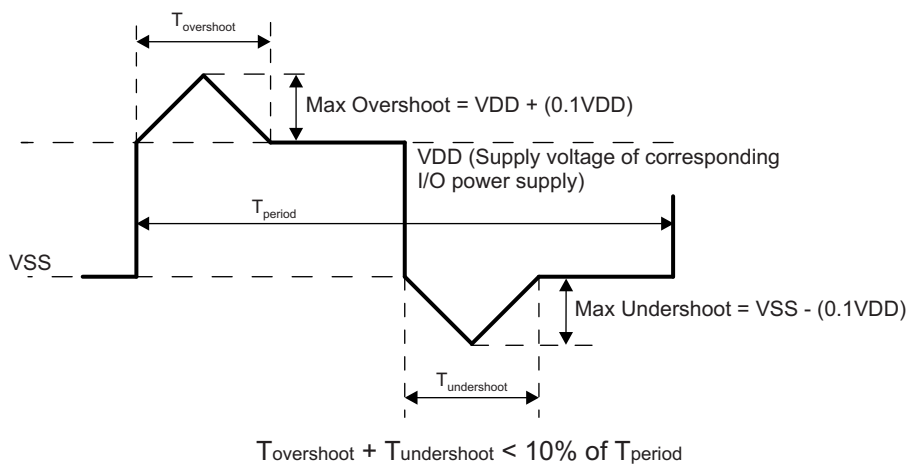 Tovershoot
Max Overshoot = VDD + (0.1VDD)
VDD (Supply voltage of corresponding
I/O power supply)
Tperiod
VSS
Max Undershoot = VSS - (0.1VDD)
Tundershoot
Tovershoot + Tundershoot < 10% of Tperiod